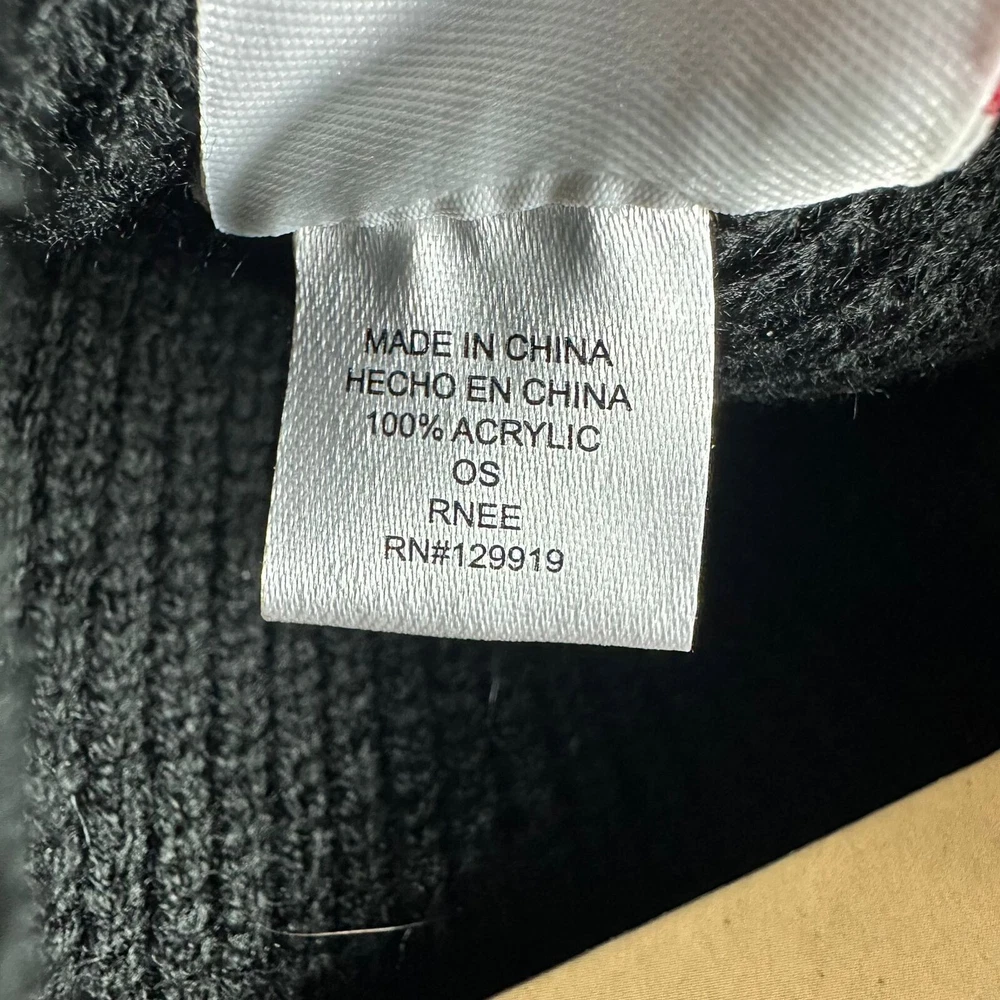 MADE IN CHINA
HECHO EN CHINA
100% ACRYLIC
OS
RNEE
RN#129919